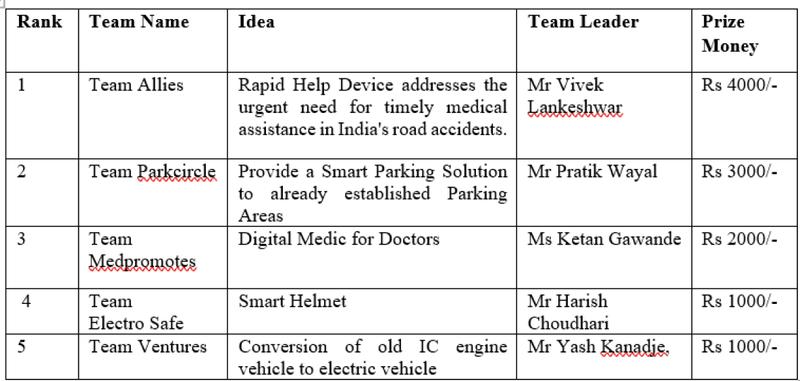 Rank Team Name Idea Team Leader Prize Money
1 Team Allies Rapid Help Device addresses the urgent need for timely medical assistance in India's road accidents. Mr Vivek Lankeshwar Rs 4000/-
2 Team Parkcircle Provide a Smart Parking Solution to already established Parking Areas Mr Pratik Wayal Rs 3000/-
3 Team Medpromotes Digital Medic for Doctors Ms Ketan Gawande Rs 2000/-
4 Team Electro Safe Smart Helmet Mr Harish Choudhari Rs 1000/-
5 Team Ventures Conversion of old IC engine vehicle to electric vehicle Mr Yash Kanadje. Rs 1000/-